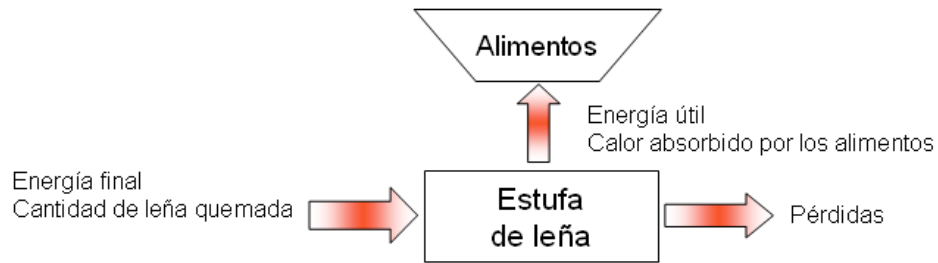 Alimentos
Energía útil
Calor absorbido por los alimentos
Energía final
Cantidad de leña quemada
Estufa
de leña
Pérdidas